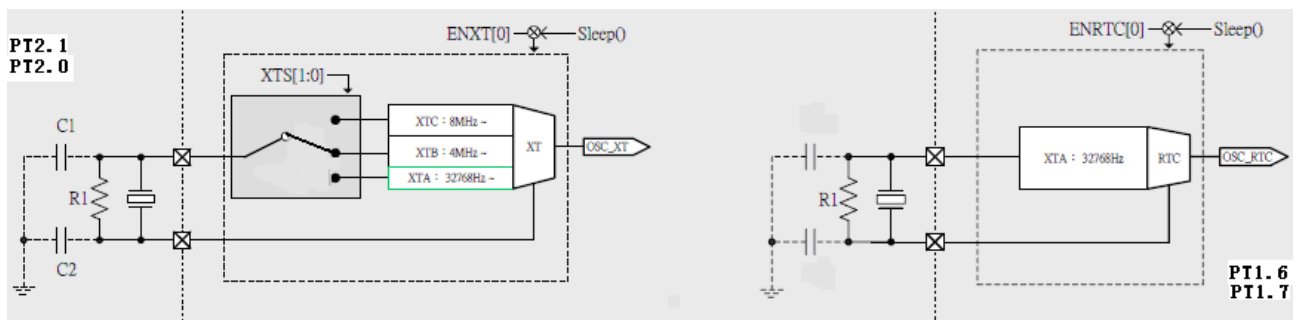 PT2.1
PT2.0
ENXT[0]
Sleep()
XTS[1:0]
C1
XTC：8MHz ~
XTB：4MHz ~
XTA： 32768Hz ~
XT
OSC_XT
R1
C2
ENRTC[0]
Sleep()
XTA： 32768Hz
RTC
OSC_RTC
R1
PT1.6
PT1.7